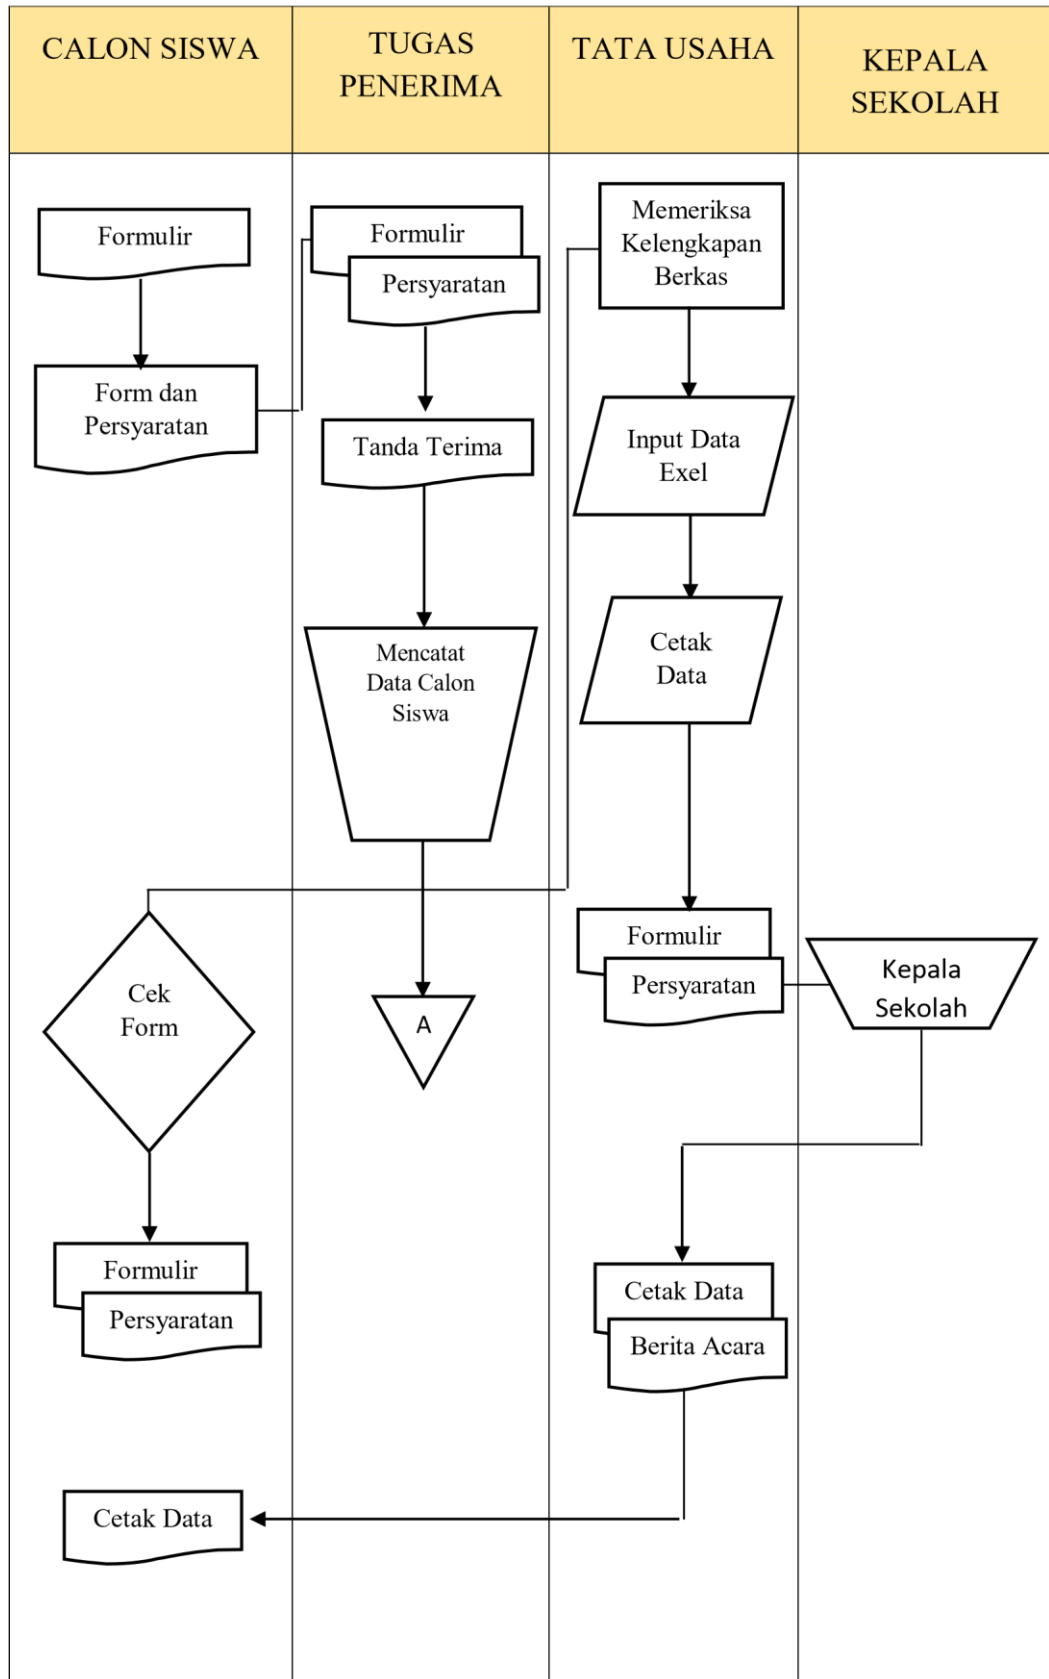 CALON SISWA
TUGAS
PENERIMA
TATA USAHA
KEPALA
SEKOLAH
Formulir
Form dan
Persyaratan
Cek
Form
Formulir
Persyaratan
Cetak Data
Formulir
Persyaratan
Tanda Terima
Mencatat
Data Calon
Siswa
A
Memeriksa
Kelengkapan
Berkas
Input Data
Exel
Cetak
Data
Formulir
Persyaratan
Cetak Data
Berita Acara
Kepala
Sekolah